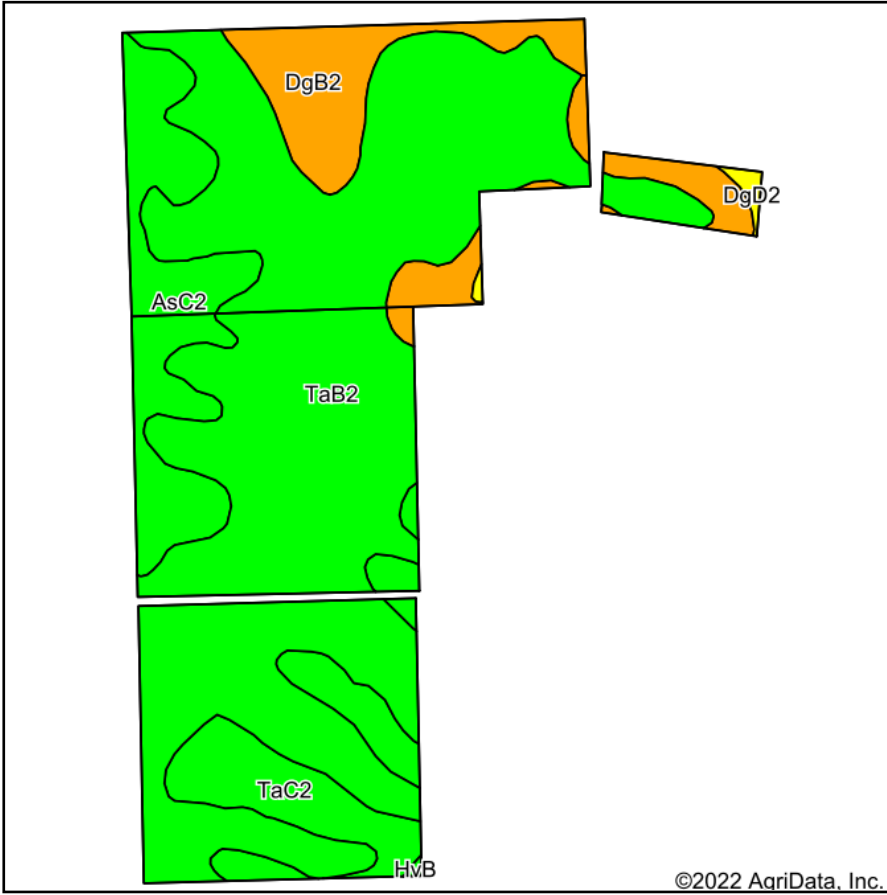 DgB2
DgD2
AsC2
TaB2
TaC2
HvB
©2022 AgriData, Inc.